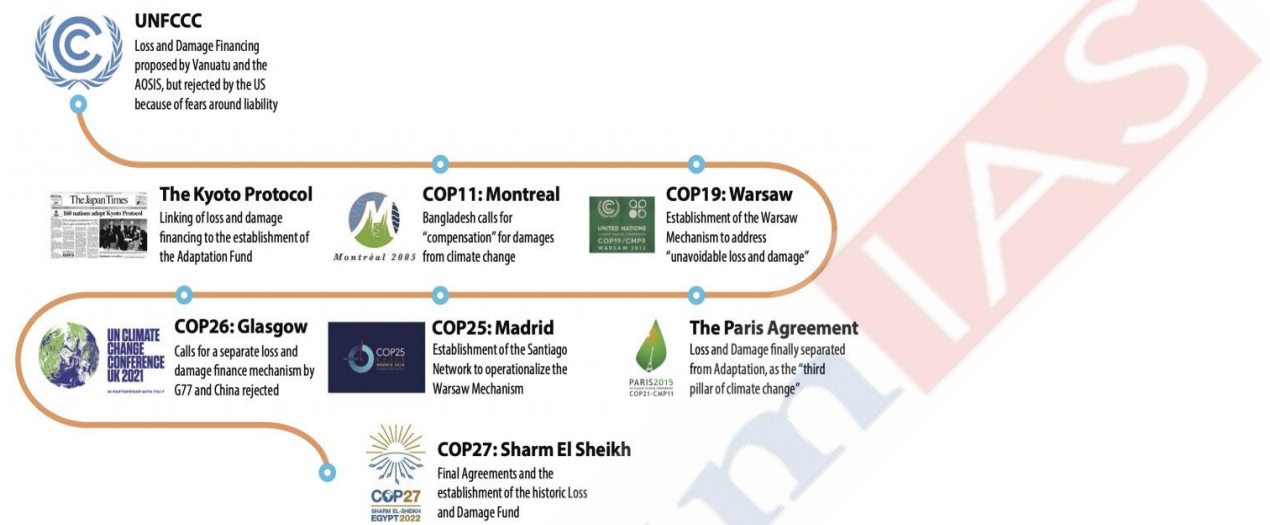 UNFCCC
Loss and Damage Financing
proposed by Vanuatu and the
AOSIS, but rejected by the US
because of fears around liability
The Japan Times
160 nations adopt Kyoto Protocol
The Kyoto Protocol
Linking of loss and damage
financing to the establishment of
the Adaptation Fund
Montréal 2005
COP11: Montreal
Bangladesh calls for
"compensation" for damages
from climate change
UNITED NATIONS
COP19/CMP9
WARSAW 2013
COP19: Warsaw
Establishment of the Warsaw
Mechanism to address
"unavoidable loss and damage"
UN CLIMATE
CHANGE
CONFERENCE
UK 2021
IN PARTNERSHIP WITH ITALY
COP26: Glasgow
Calls for a separate loss and
damage finance mechanism by
G77 and China rejected
COP25
COP25: Madrid
Establishment of the Santiago
Network to operationalize the
Warsaw Mechanism
PARIS2015
COP21·CMP11
The Paris Agreement
Loss and Damage finally separated
from Adaptation, as the "third
pillar of climate change"
COP27
SHARM EL-SHEIKH
EGYPT 2022
COP27: Sharm El Sheikh
Final Agreements and the
establishment of the historic Loss
and Damage Fund
mIAS